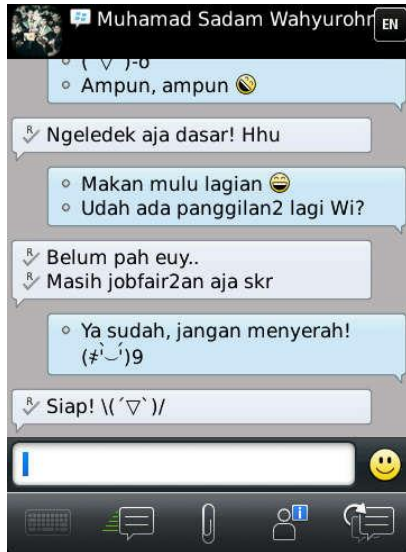 Muhamad Sadam Wahyurohr
EN
Ampun, ampun
R Ngeledek aja dasar! Hhu
Makan mulu lagian
Udah ada panggilan2 lagi Wi?
R Belum pah euy..
R Masih jobfair2an aja skr
Ya sudah, jangan menyerah!
(҂'̀⌣'́)9
R Siap! \(´▽`)/